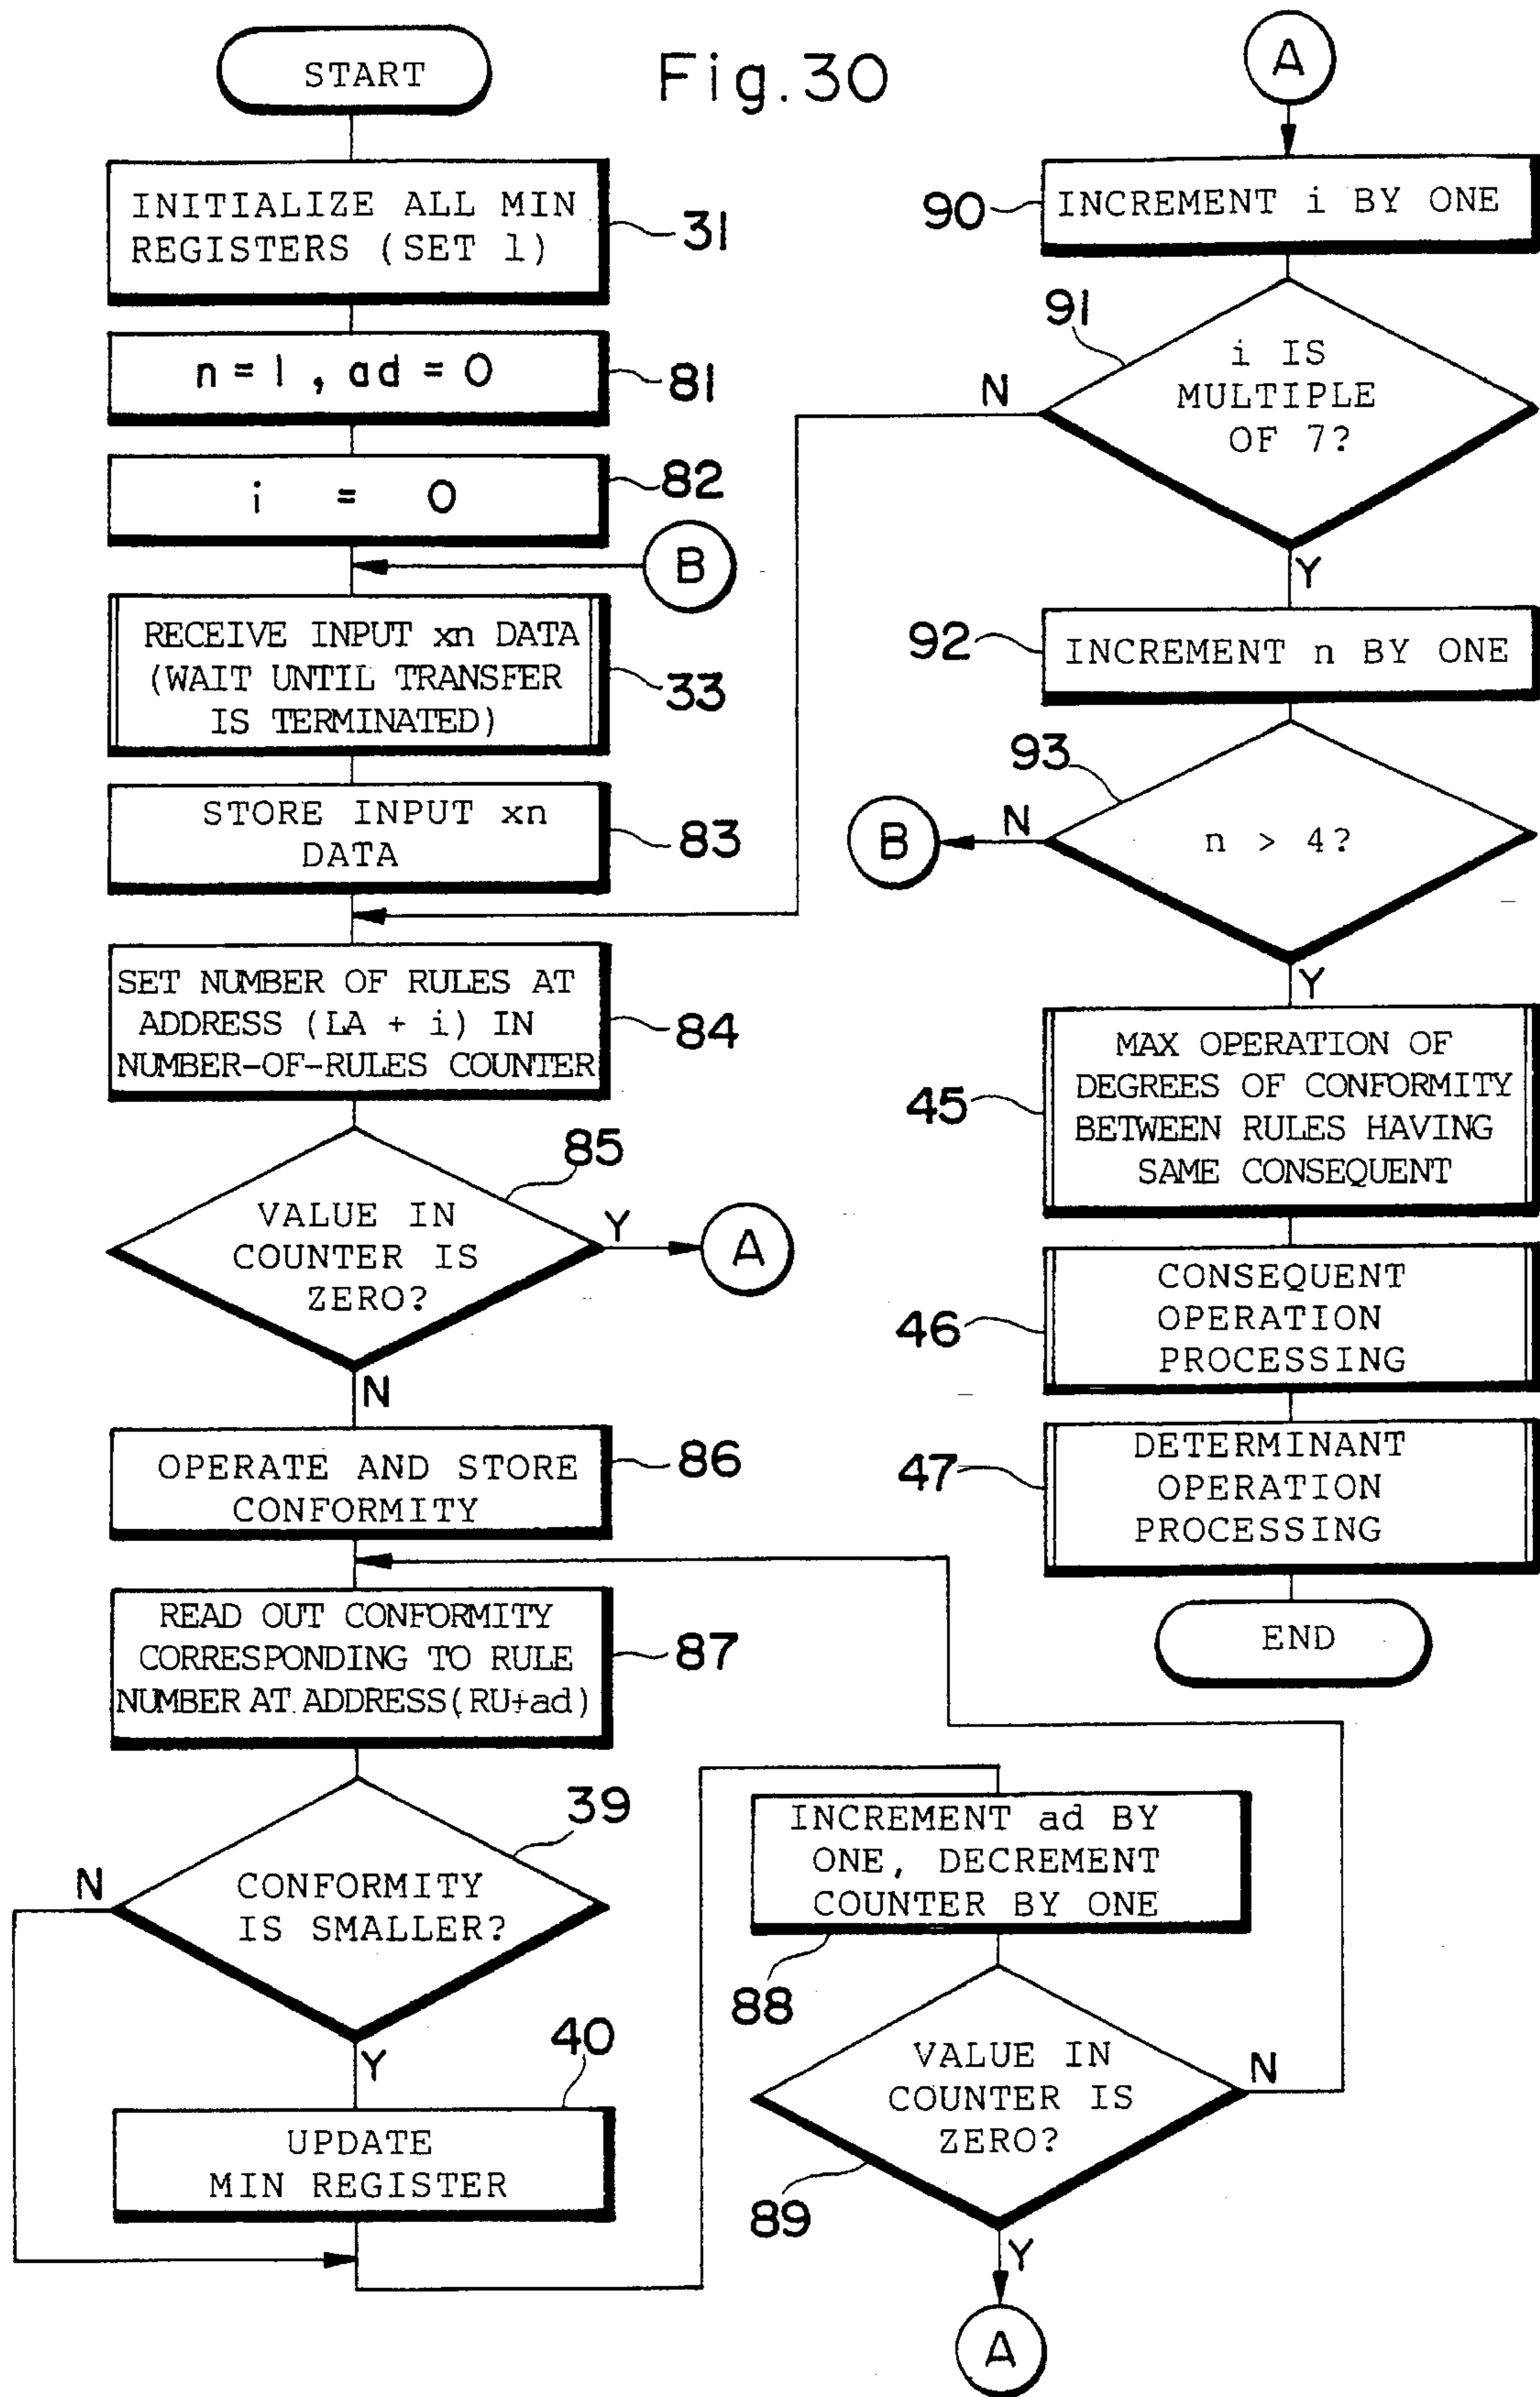 Fig.30
START
INITIALIZE ALL MIN
REGISTERS (SET 1)
31
n=1, ad=0
81
i = 0
82
B
RECEIVE INPUT xn DATA
(WAIT UNTIL TRANSFER
IS TERMINATED)
33
STORE INPUT xn
DATA
83
SET NUMBER OF RULES AT
ADDRESS (LA + i) IN
NUMBER-OF-RULES COUNTER
84
85
VALUE IN
COUNTER IS
ZERO?
Y
A
N
OPERATE AND STORE
CONFORMITY
86
READ OUT CONFORMITY
CORRESPONDING TO RULE
NUMBER AT ADDRESS(RU+ad)
87
39
CONFORMITY
IS SMALLER?
N
Y
40
UPDATE
MIN REGISTER
INCREMENT ad BY
ONE, DECREMENT
COUNTER BY ONE
88
VALUE IN
COUNTER IS
ZERO?
N
89
Y
A
A
90
INCREMENT i BY ONE
91
i IS
MULTIPLE
OF 7?
N
Y
92
INCREMENT n BY ONE
93
n > 4?
N
B
Y
MAX OPERATION OF
DEGREES OF CONFORMITY
BETWEEN RULES HAVING
SAME CONSEQUENT
45
CONSEQUENT
OPERATION
PROCESSING
46
DETERMINANT
OPERATION
PROCESSING
47
END